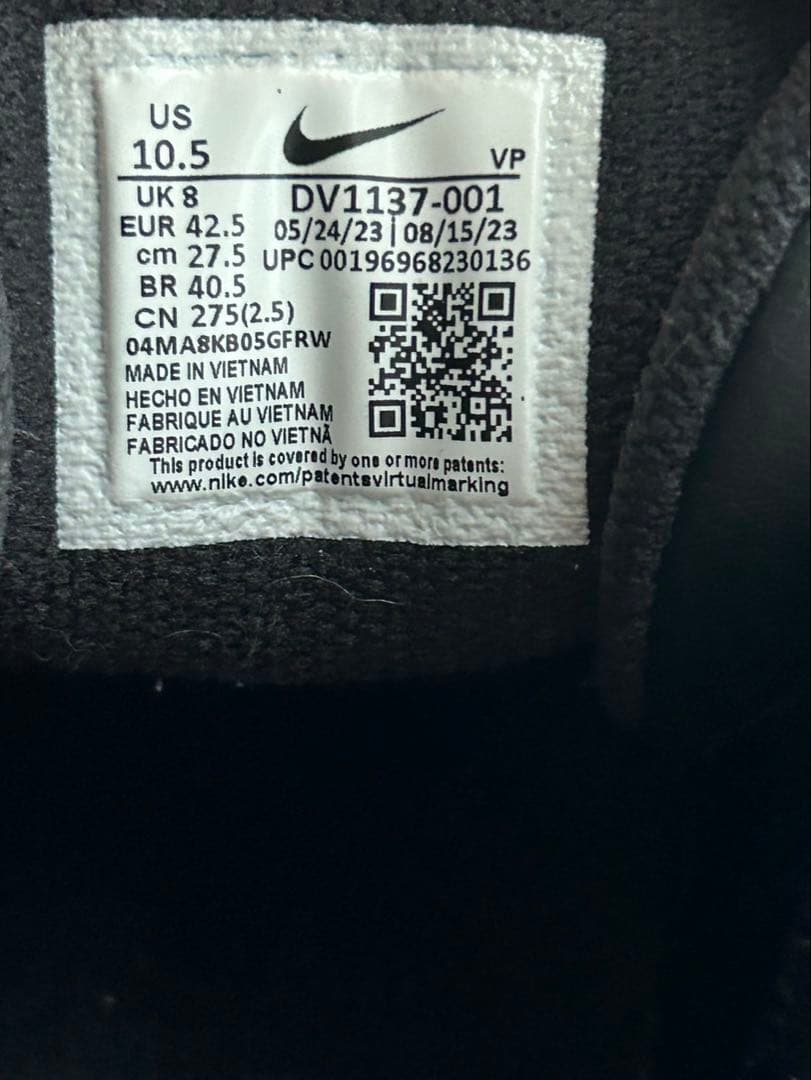 US
10.5
VP
UK 8
DV1137-001
EUR 42.5
05/24/23 | 08/15/23
cm 27.5
UPC 00196968230136
BR 40.5
CN 275(2.5)
04MA8KB05GFRW
MADE IN VIETNAM
HECHO EN VIETNAM
FABRIQUE AU VIETNAM
FABRICADO NO VIETNÃ
This product is covered by one or more patents:
www.nike.com/patentsvirtualmarking